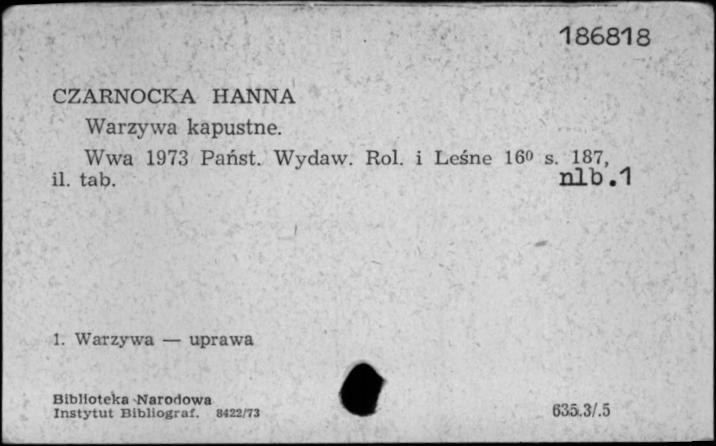 186818
CZARNOCKA HANNA
Warzywa kapustne.
Wwa 1973 Państ. Wydaw. Rol. i Leśne 16⁰ s. 187,
il. tab. nlb.1
1. Warzywa — uprawa
Biblioteka Narodowa
Instytut Bibliograf. 8422/73
635.3/.5